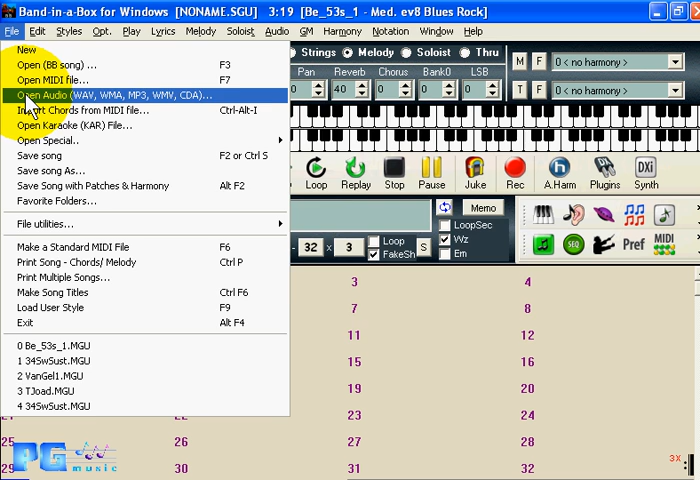 Band-in-a-Box for Windows [NONAME.SGU] 3:19 [Be_53s_1 - Med. ev8 Blues Rock]
File Edit Styles Opt. Play Lyrics Melody Soloist Audio GM Harmony Notation Window Help
New
Open (BB song) ... F3
Open MIDI file... F7
Open Audio (WAV, WMA, MP3, WMV, CDA)...
Import Chords from MIDI file... Ctrl-Alt-I
Open Karaoke (KAR) File...
Open Special..
Save song F2 or Ctrl S
Save song As...
Save Song with Patches & Harmony Alt F2
Favorite Folders...
File utilities...
Make a Standard MIDI File F6
Print Song - Chords/ Melody Ctrl P
Print Multiple Songs...
Make Song Titles Ctrl F6
Load User Style F9
Exit Alt F4
0 Be_53s_1.MGU
1 34SwSust.MGU
2 VanGel1.MGU
3 TJoad.MGU
4 34SwSust.MGU
Strings Melody Soloist Thru
Pan Reverb Chorus Bank0 LSB
0 40 0 0 0
M F 0 < no harmony >
M F 0 < no harmony >
Loop Replay Stop Pause Juke Rec A.Harm Plugins Synth
Memo
LoopSec
Wz
Em
- 32 x 3
Loop
FakeSh
S
SEQ Pref MIDI
3 4
7 8
11 12
15 16
19 20
22 23 24
25 26 27 28
29 30 31 32
3X
PG music